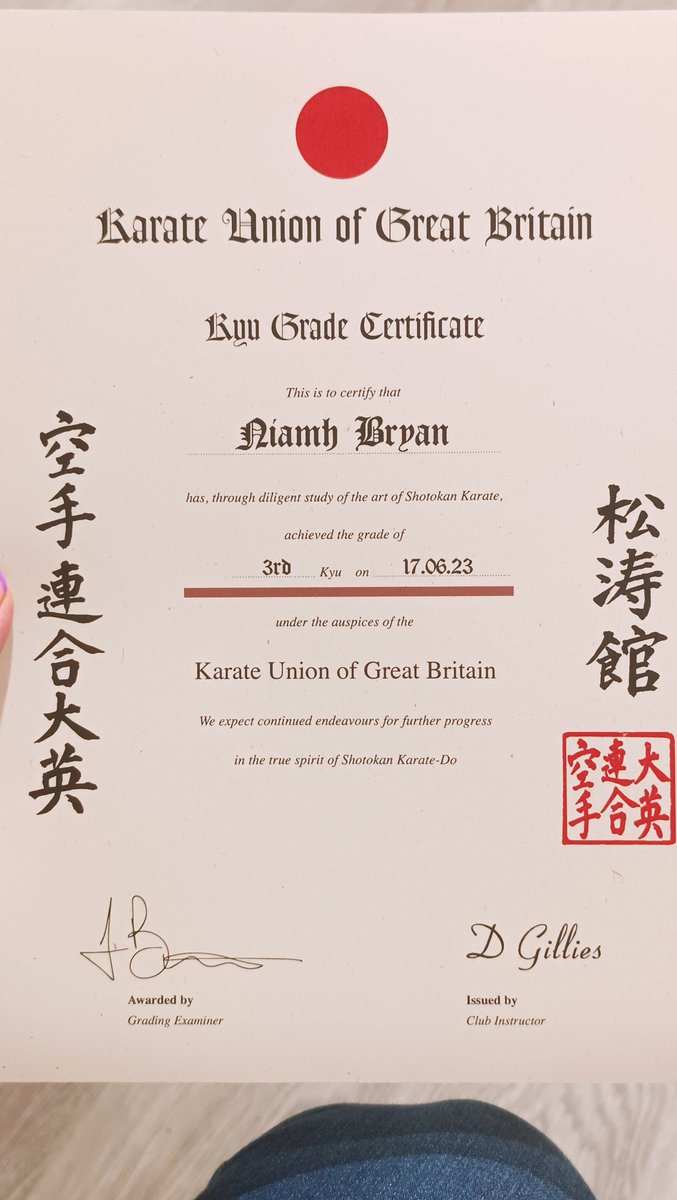 Karate Union of Great Britain
Kyu Grade Certificate
This is to certify that
Niamh Bryan
has, through diligent study of the art of Shotokan Karate,
achieved the grade of
3rd Kyu on 17.06.23
under the auspices of the
Karate Union of Great Britain
We expect continued endeavours for further progress
in the true spirit of Shotokan Karate-Do
空手連合大英
松涛館
大英
連合
空手
D Gillies
Awarded by
Grading Examiner
Issued by
Club Instructor